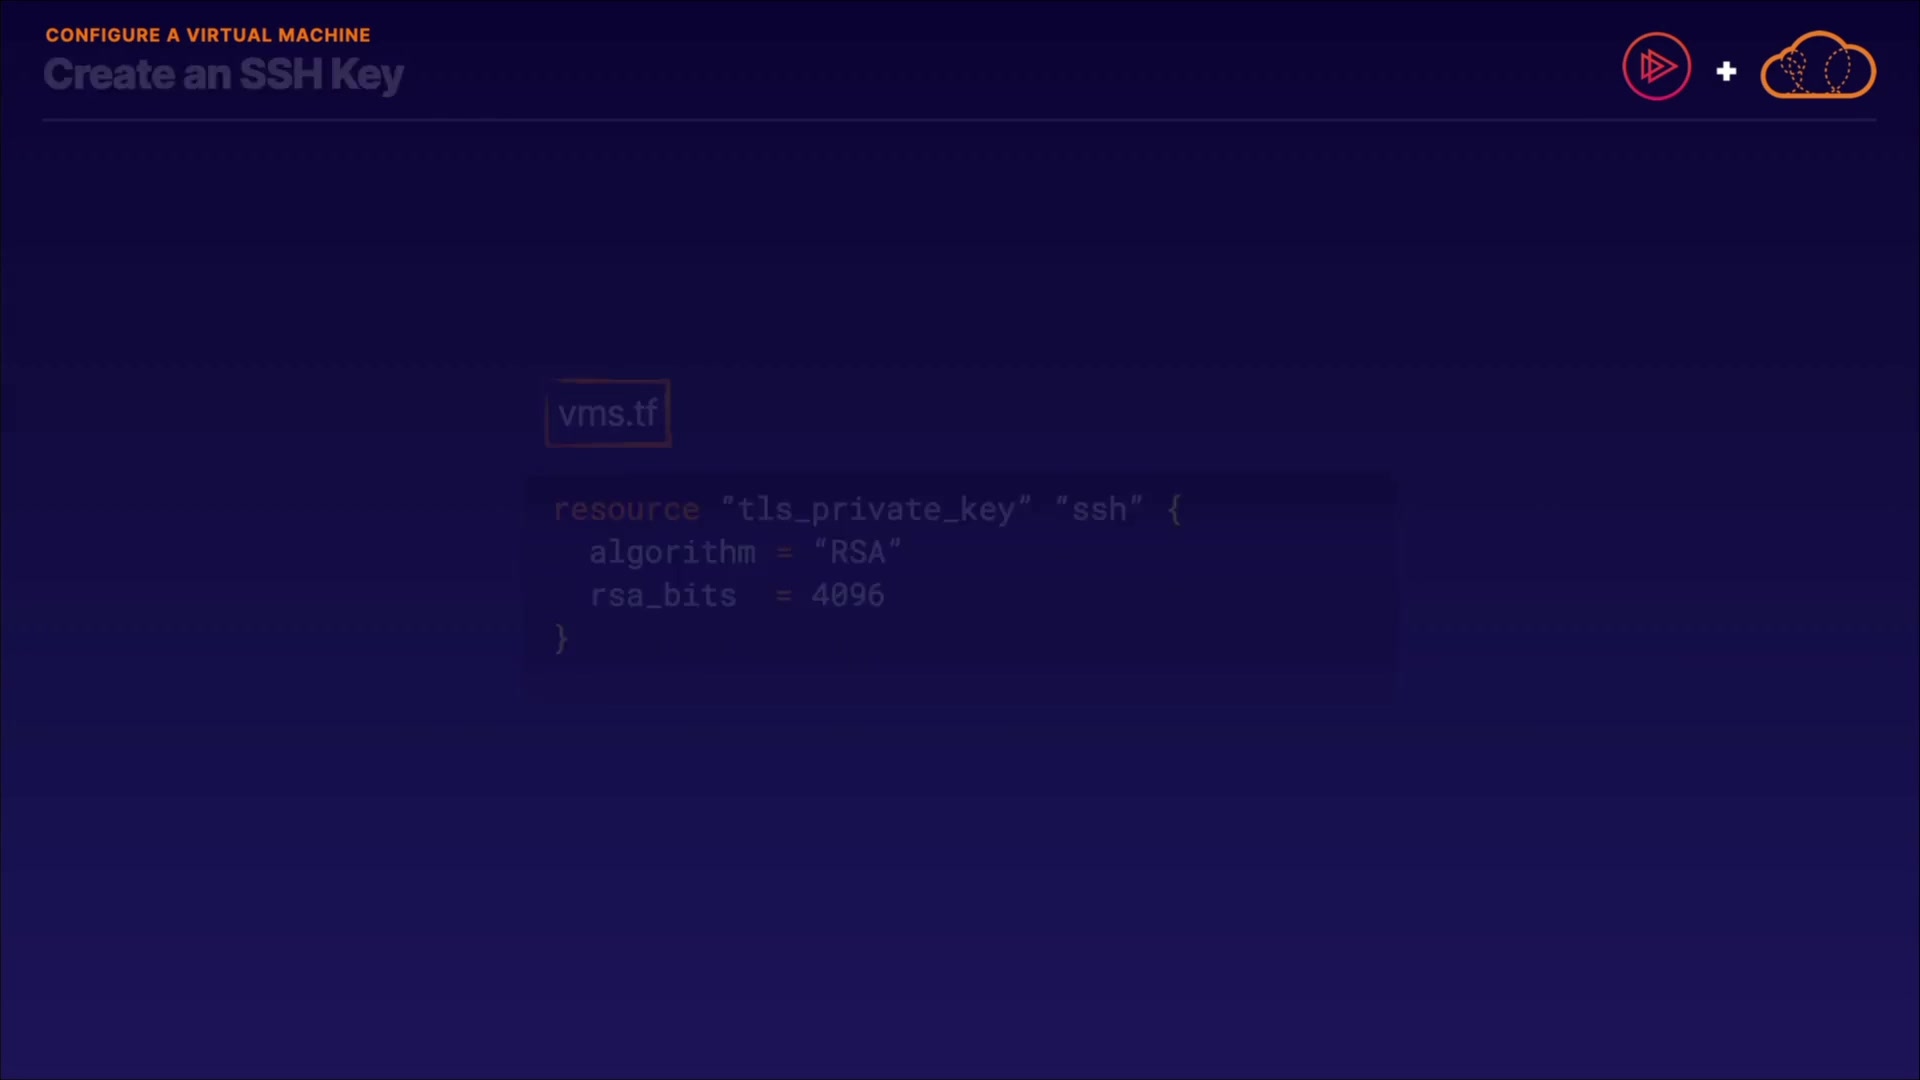 CONFIGURE A VIRTUAL MACHINE
Create an SSH Key
vms.tf
resource ”tls_private_key” “ssh” {
algorithm = “RSA”
rsa_bits = 4096
}